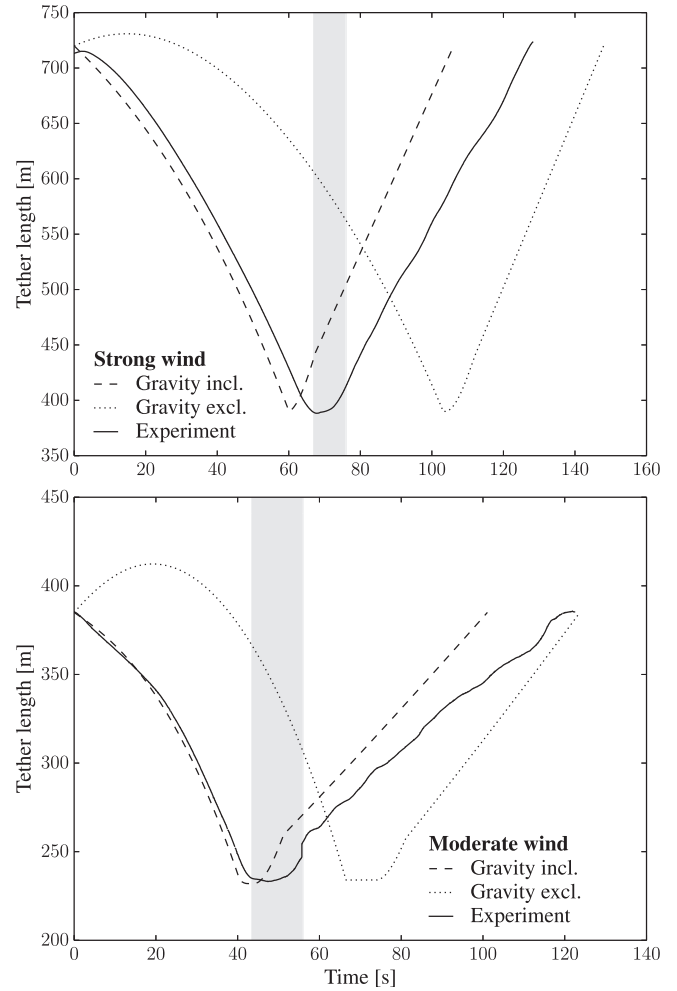 750
700
650
600
550
500
450
400
350
Tether length [m]
Strong wind
Gravity incl.
Gravity excl.
Experiment
0 20 40 60 80 100 120 140 160
450
400
350
300
250
200
Tether length [m]
Moderate wind
Gravity incl.
Gravity excl.
Experiment
0 20 40 60 80 100 120 140
Time [s]